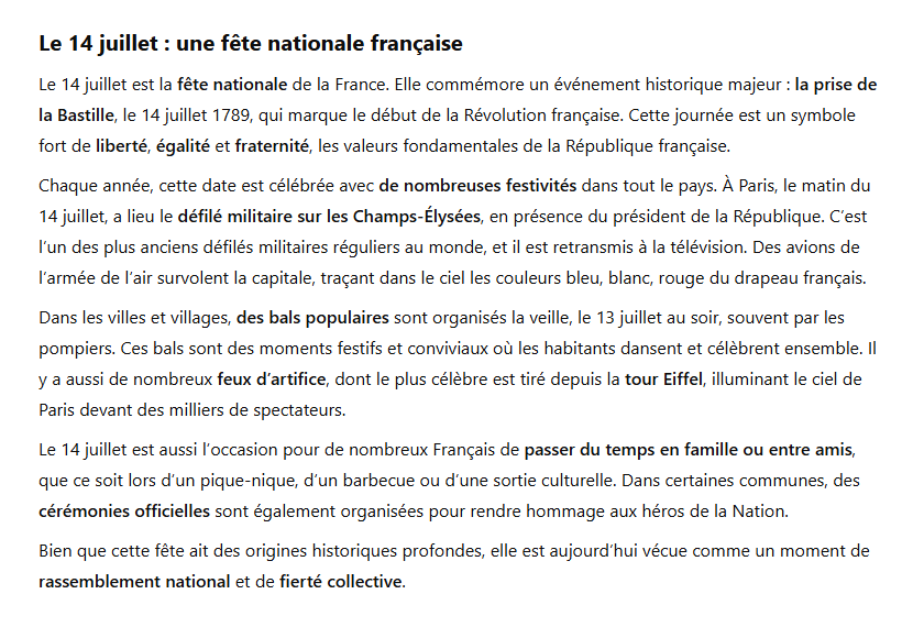 Le 14 juillet : une fête nationale française
Le 14 juillet est la fête nationale de la France. Elle commémore un événement historique majeur : la prise de
la Bastille, le 14 juillet 1789, qui marque le début de la Révolution française. Cette journée est un symbole
fort de liberté, égalité et fraternité, les valeurs fondamentales de la République française.
Chaque année, cette date est célébrée avec de nombreuses festivités dans tout le pays. À Paris, le matin du
14 juillet, a lieu le défilé militaire sur les Champs-Élysées, en présence du président de la République. C’est
l’un des plus anciens défilés militaires réguliers au monde, et il est retransmis à la télévision. Des avions de
l’armée de l’air survolent la capitale, traçant dans le ciel les couleurs bleu, blanc, rouge du drapeau français.
Dans les villes et villages, des bals populaires sont organisés la veille, le 13 juillet au soir, souvent par les
pompiers. Ces bals sont des moments festifs et conviviaux où les habitants dansent et célèbrent ensemble. Il
y a aussi de nombreux feux d’artifice, dont le plus célèbre est tiré depuis la tour Eiffel, illuminant le ciel de
Paris devant des milliers de spectateurs.
Le 14 juillet est aussi l’occasion pour de nombreux Français de passer du temps en famille ou entre amis,
que ce soit lors d’un pique-nique, d’un barbecue ou d’une sortie culturelle. Dans certaines communes, des
cérémonies officielles sont également organisées pour rendre hommage aux héros de la Nation.
Bien que cette fête ait des origines historiques profondes, elle est aujourd’hui vécue comme un moment de
rassemblement national et de fierté collective.